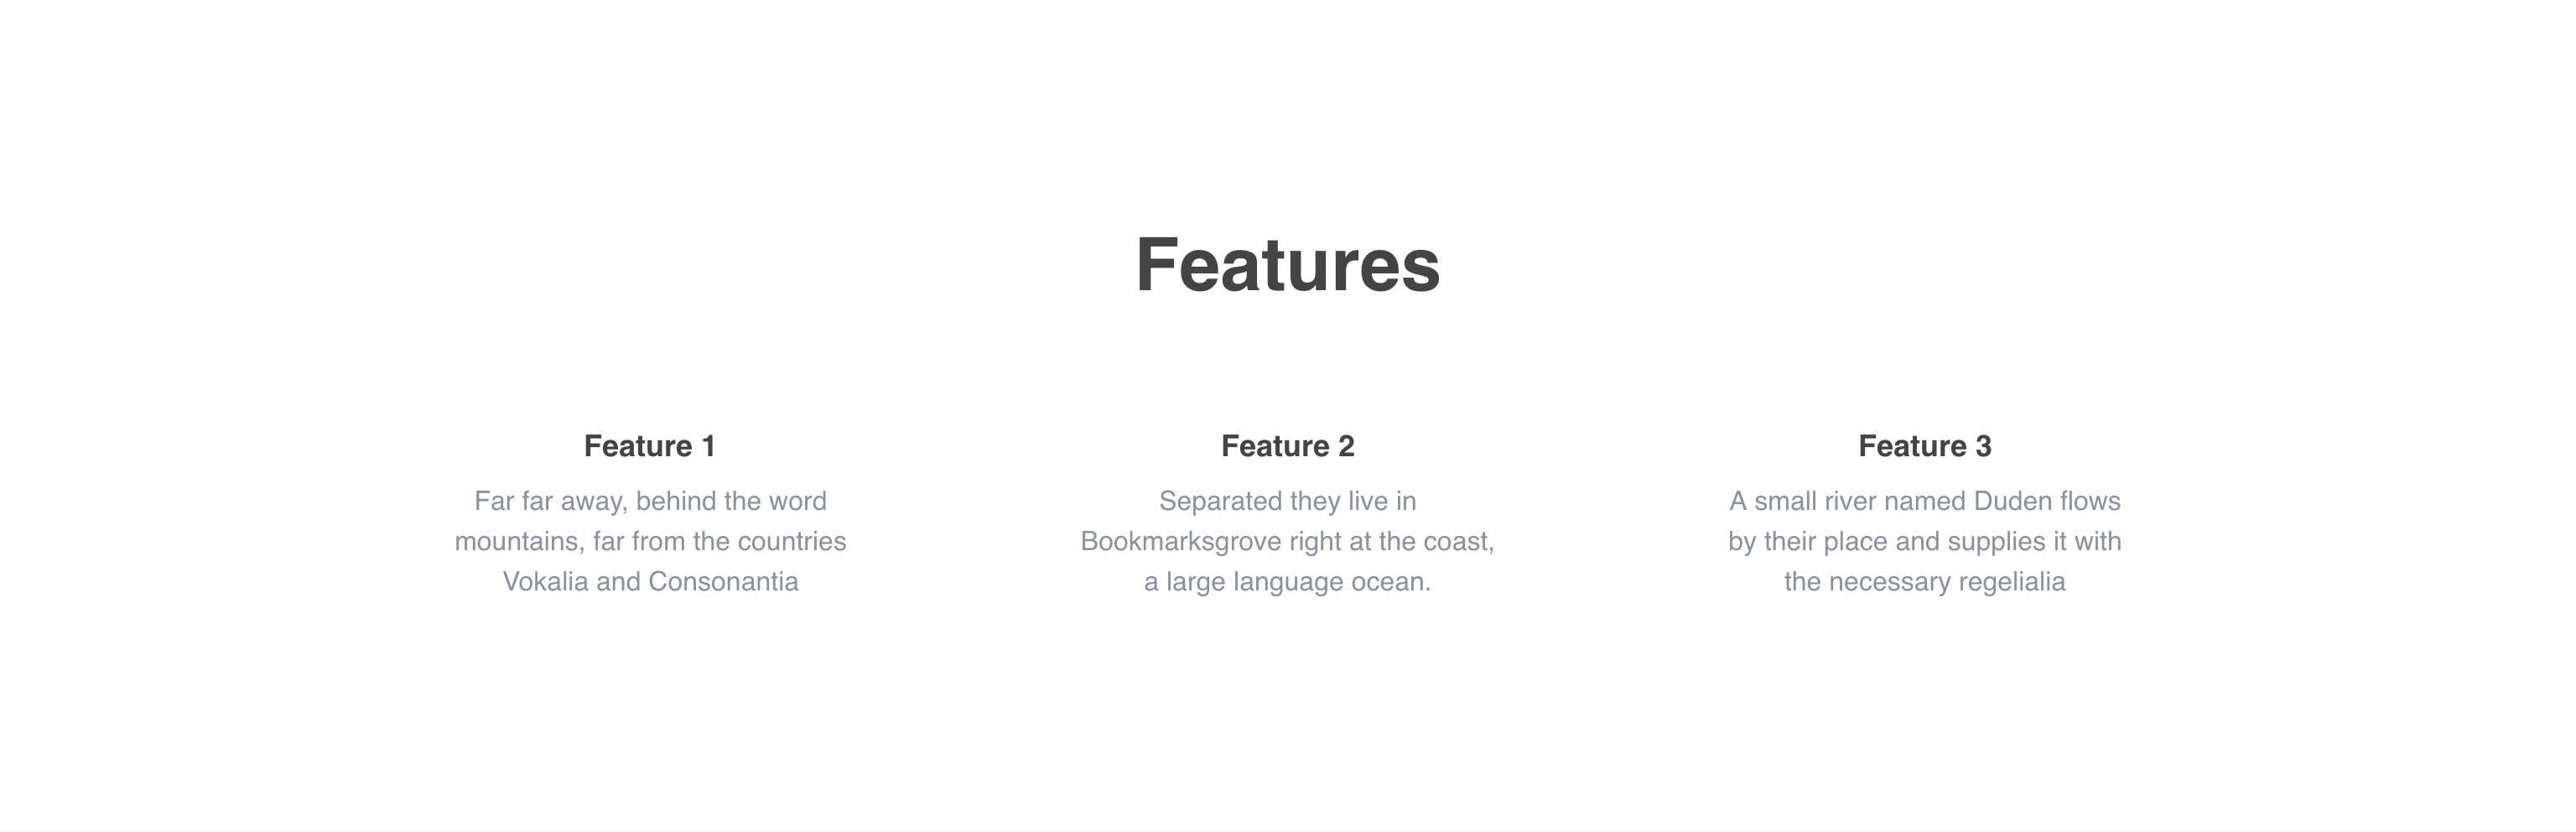 Features
Feature 1
Far far away, behind the word
mountains, far from the countries
Vokalia and Consonantia
Feature 2
Separated they live in
Bookmarksgrove right at the coast,
a large language ocean.
Feature 3
A small river named Duden flows
by their place and supplies it with
the necessary regelialia